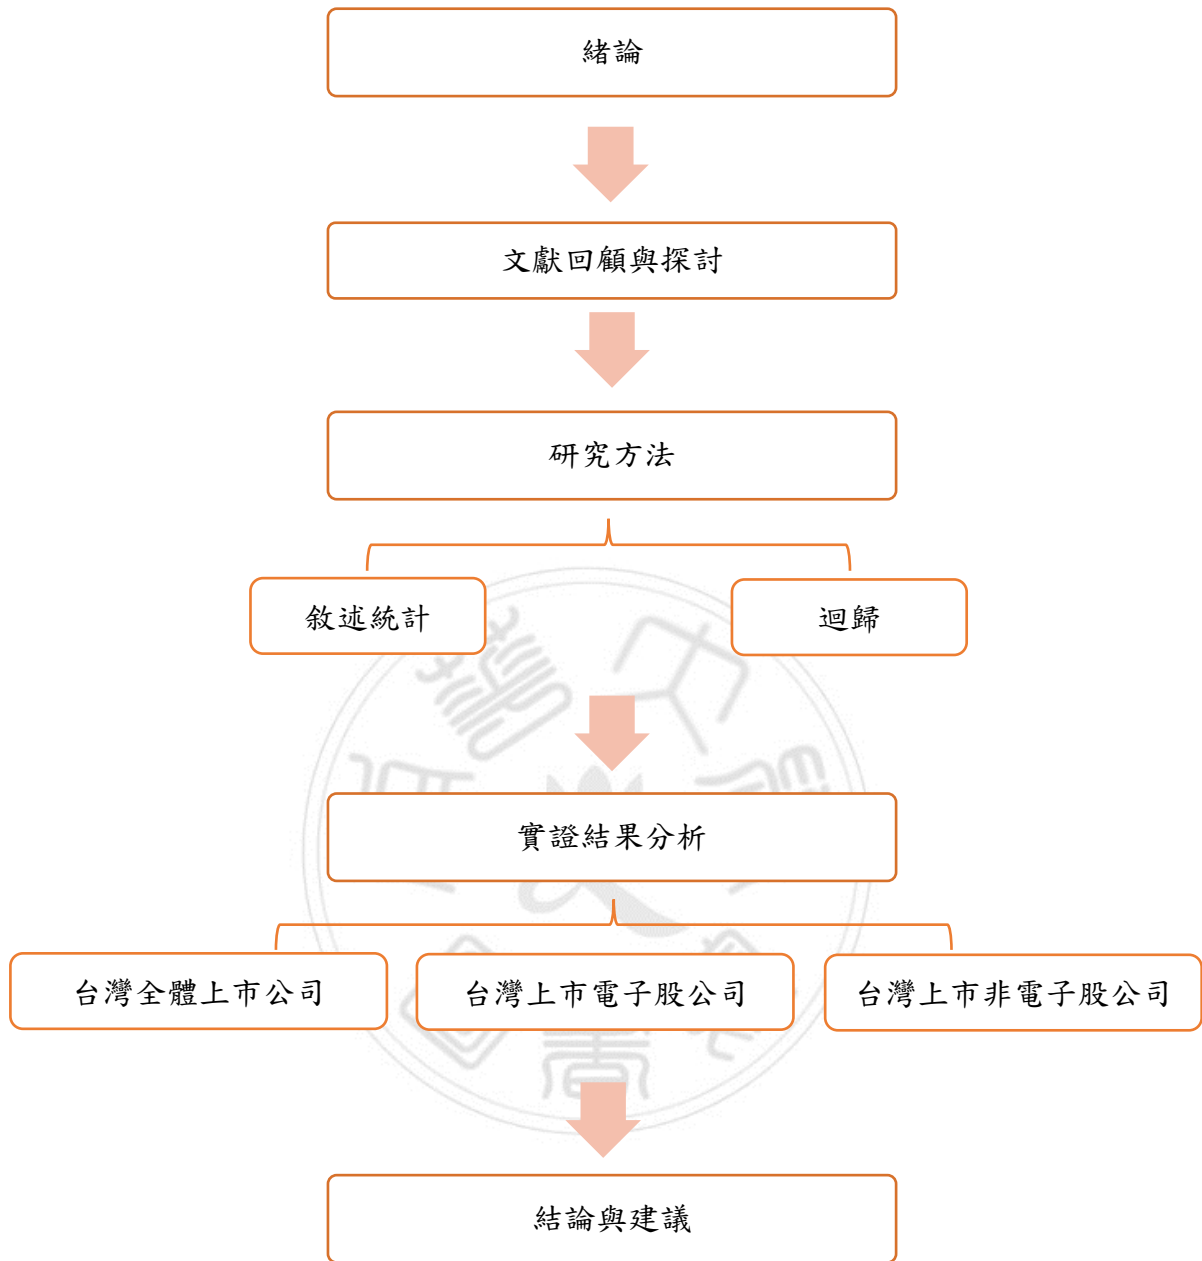 緒論
文獻回顧與探討
研究方法
敘述統計
迴歸
實證結果分析
台灣全體上市公司
台灣上市電子股公司
台灣上市非電子股公司
結論與建議